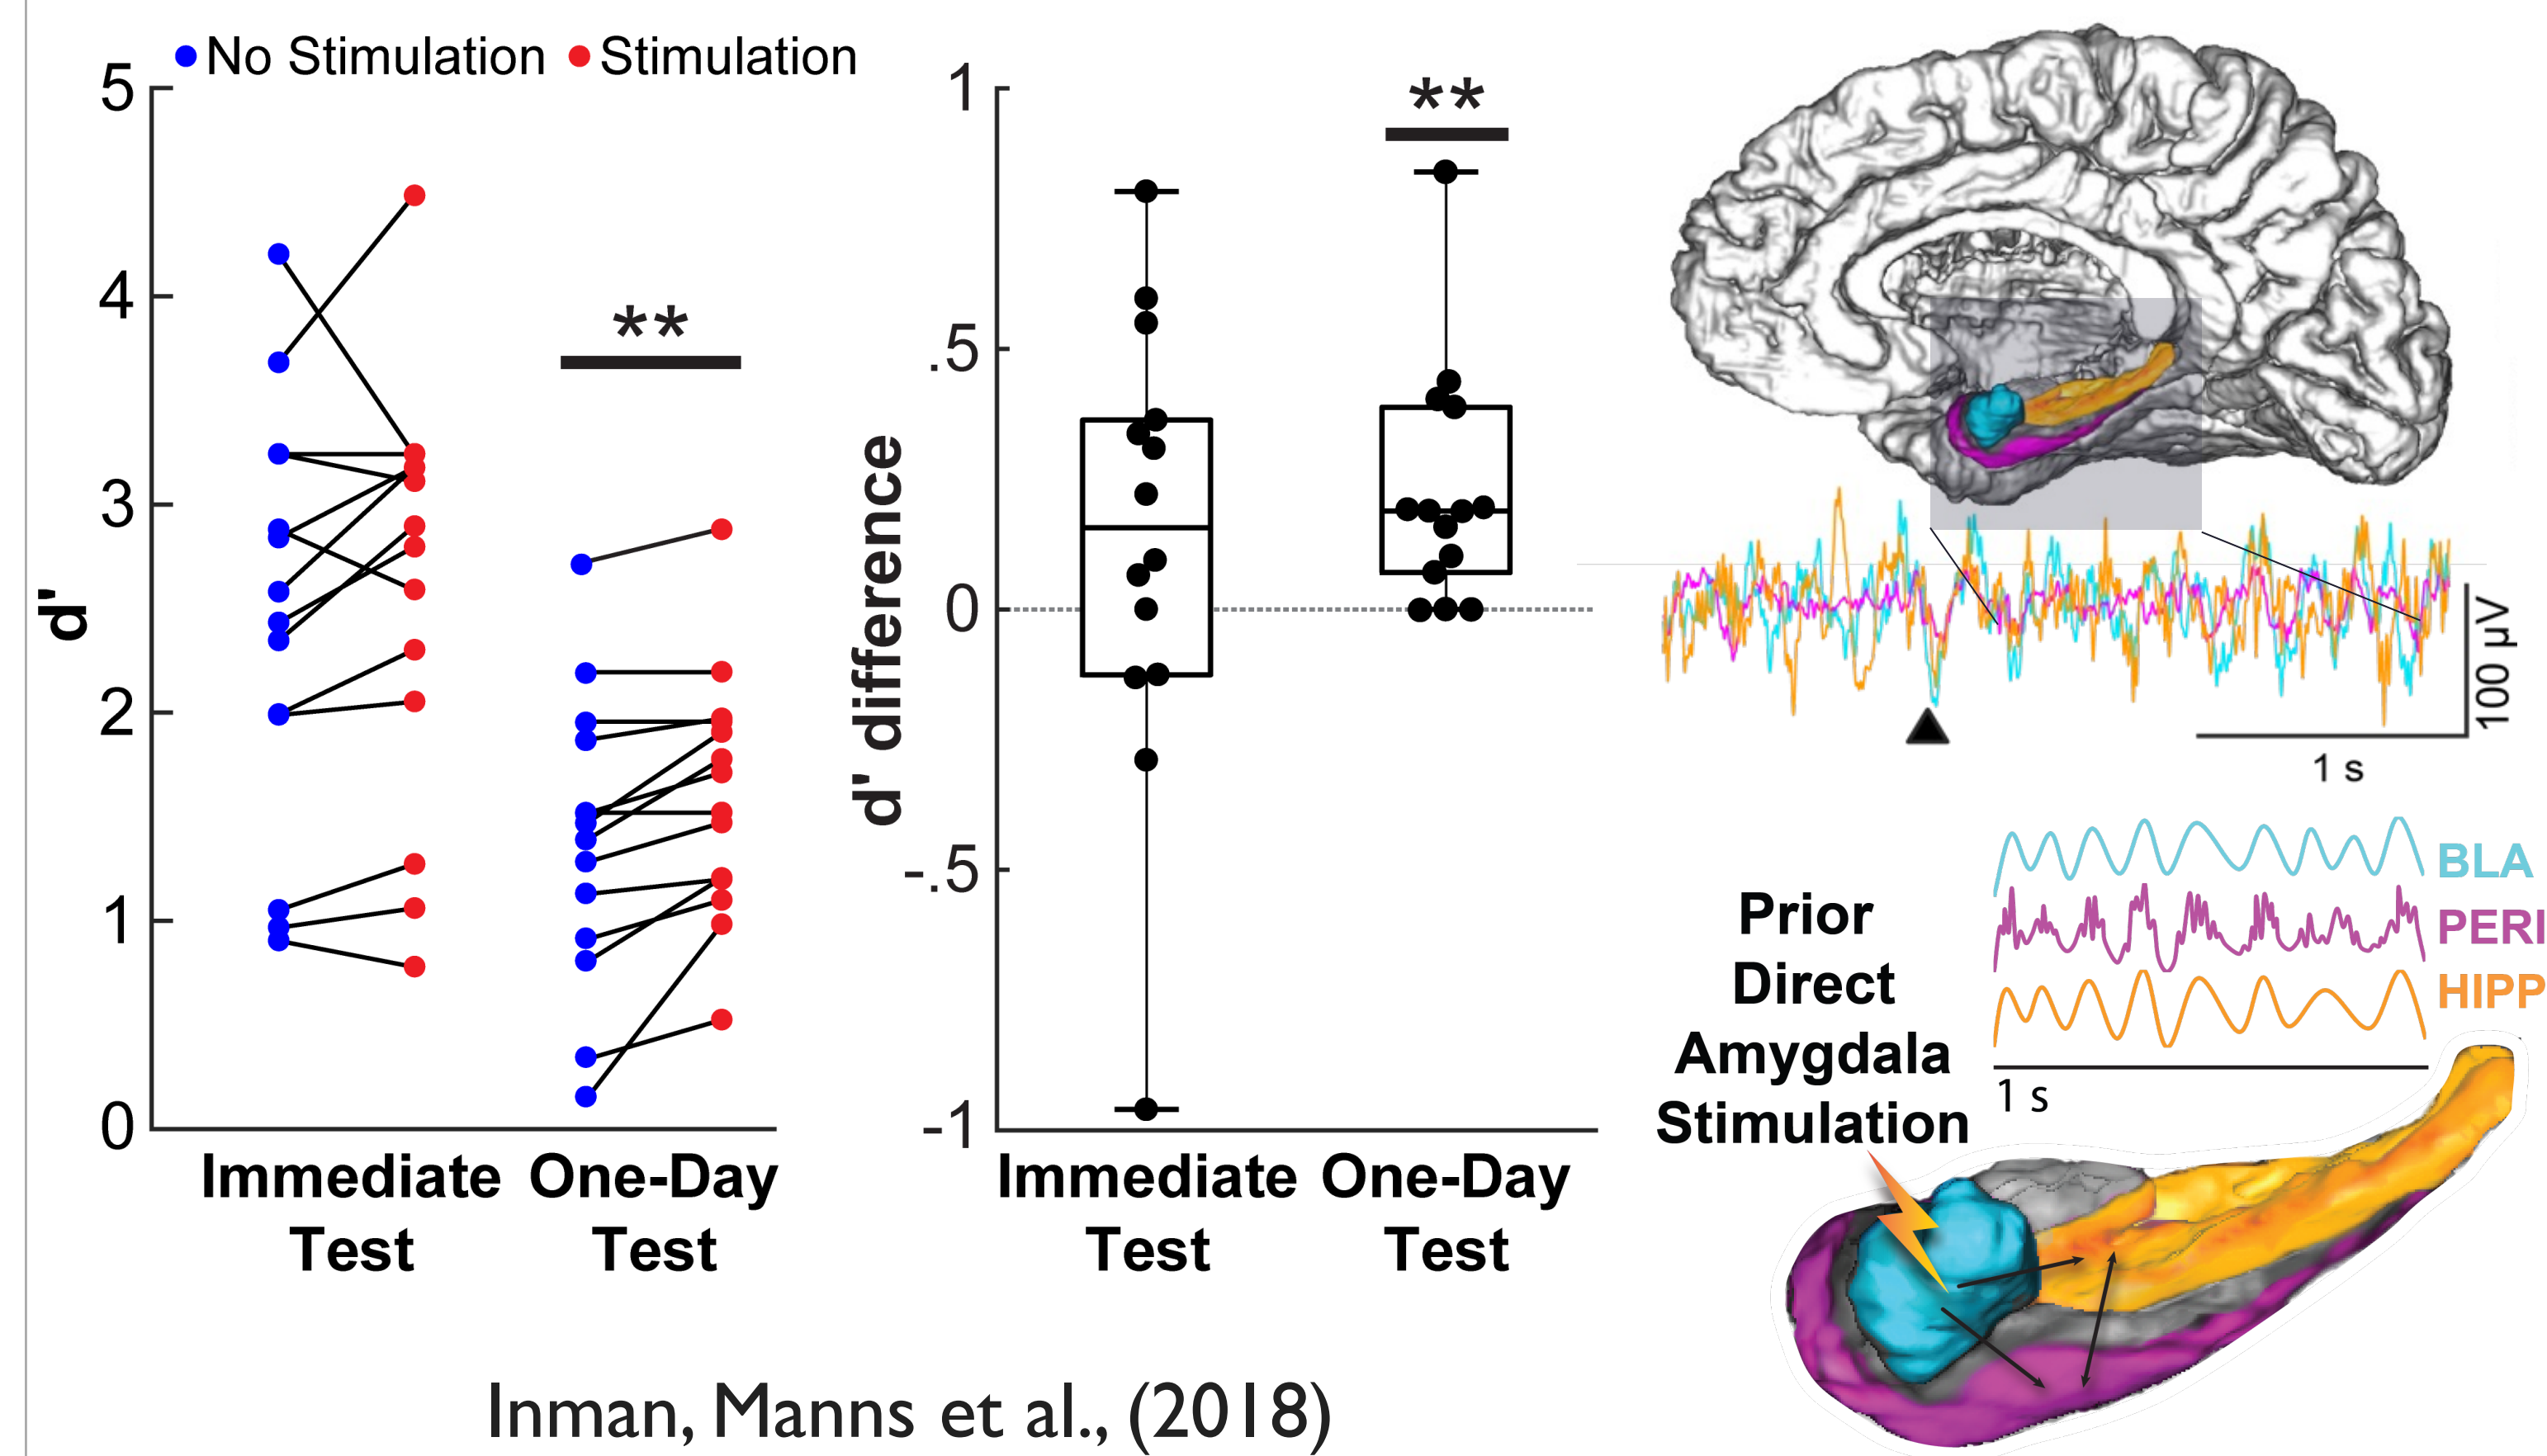 No Stimulation Stimulation
5
4
3
2
1
0
d'
**
Immediate Test
One-Day Test
1
.5
0
-.5
-1
d' difference
**
Immediate Test
One-Day Test
100 µV
1 s
BLA
PERI
HIPP
1 s
Prior
Direct
Amygdala
Stimulation
Inman, Manns et al., (2018)